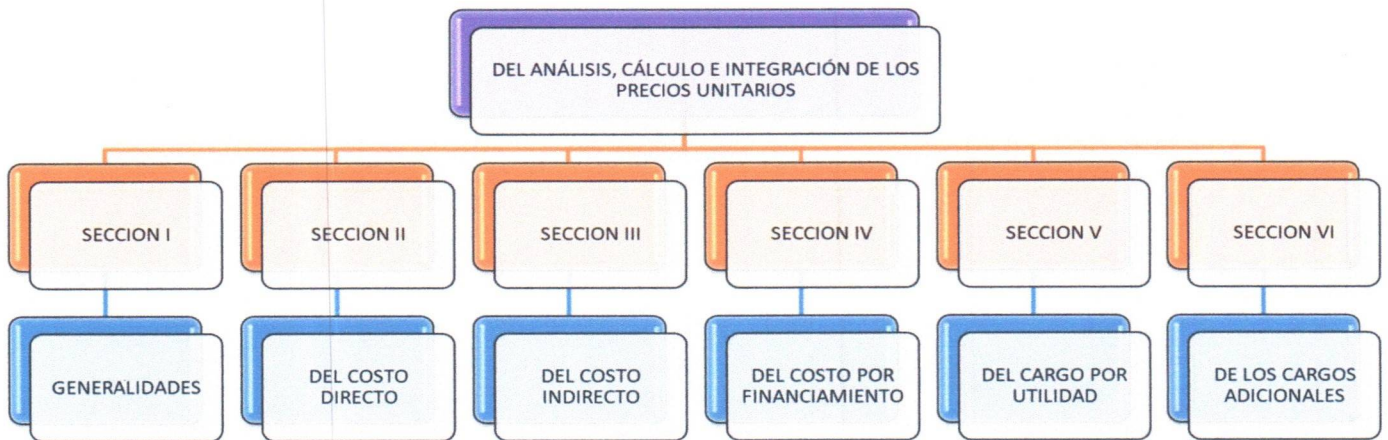 DEL ANÁLISIS, CÁLCULO E INTEGRACIÓN DE LOS
PRECIOS UNITARIOS
SECCION I
SECCION II
SECCION III
SECCION IV
SECCION V
SECCION VI
GENERALIDADES
DEL COSTO
DIRECTO
DEL COSTO
INDIRECTO
DEL COSTO POR
FINANCIAMIENTO
DEL CARGO POR
UTILIDAD
DE LOS CARGOS
ADICIONALES